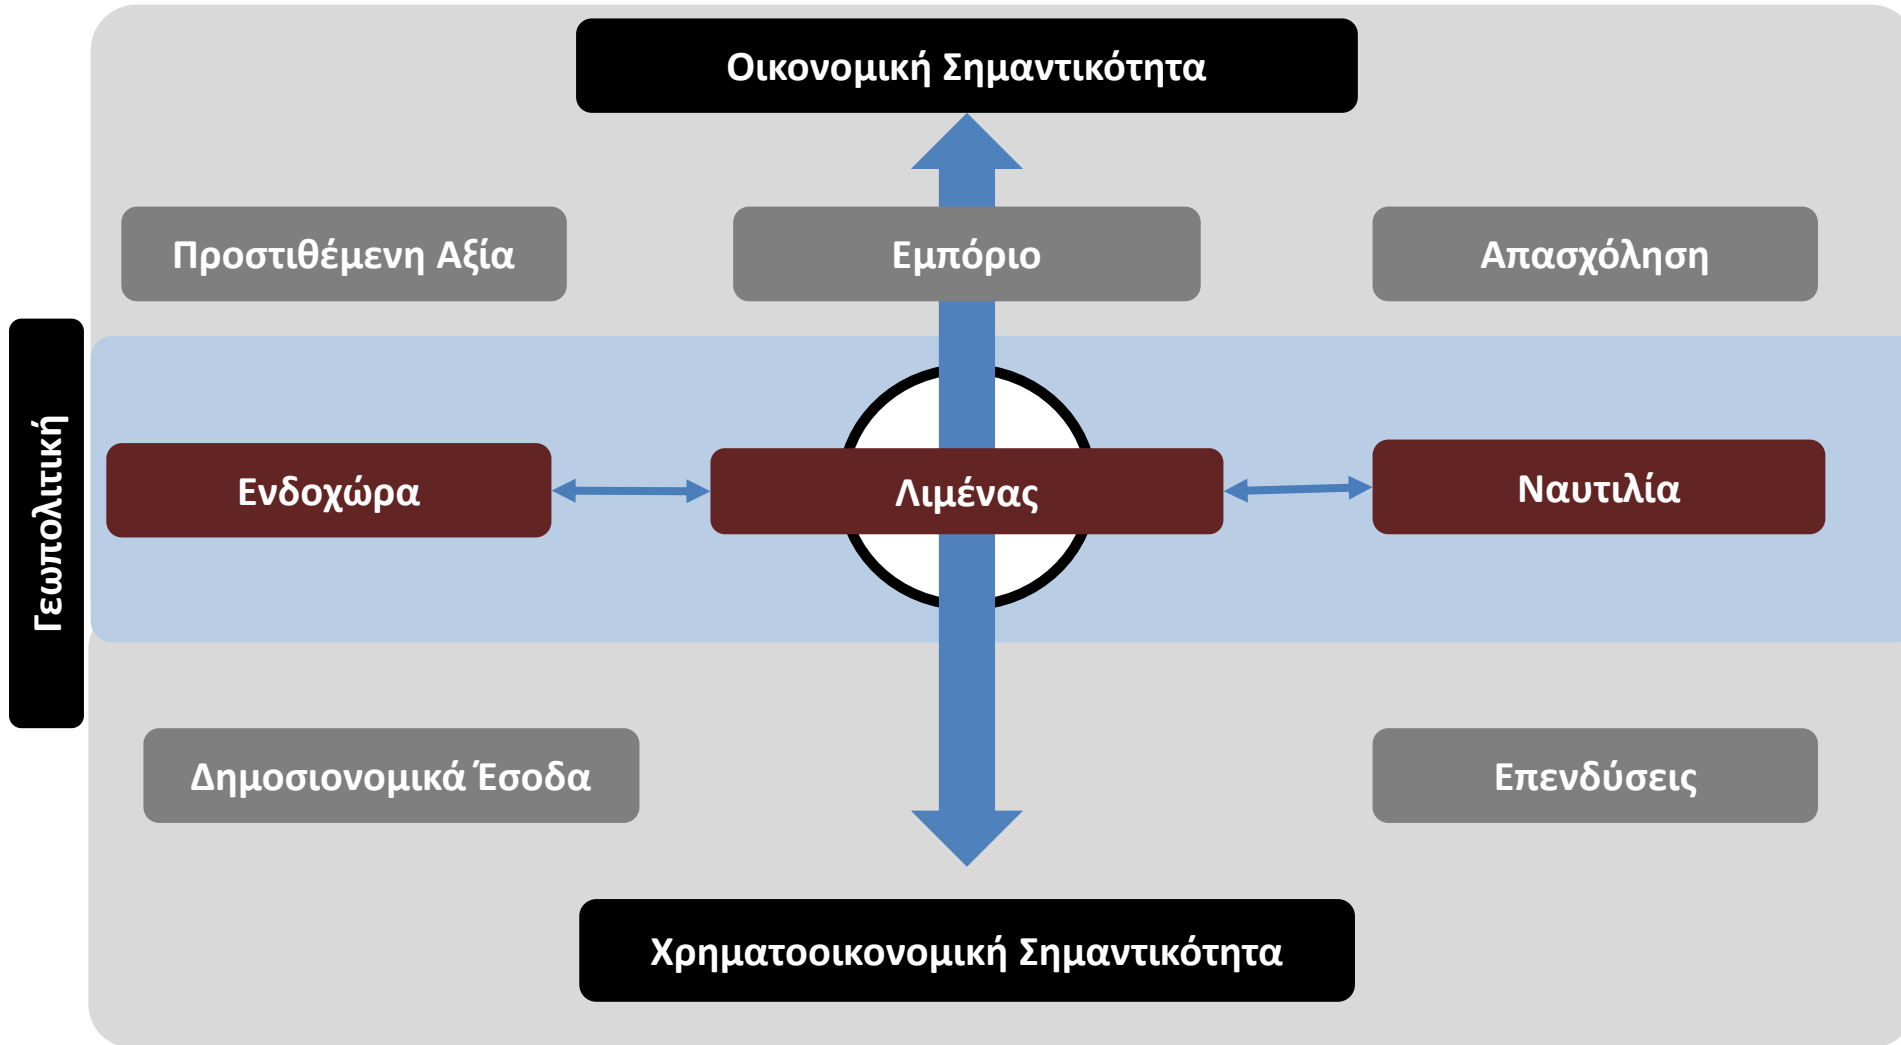 Οικονομική Σημαντικότητα
Προστιθέμενη Αξία
Εμπόριο
Απασχόληση
Γεωπολιτική
Ενδοχώρα
Λιμένας
Ναυτιλία
Δημοσιονομικά Έσοδα
Επενδύσεις
Χρηματοοικονομική Σημαντικότητα